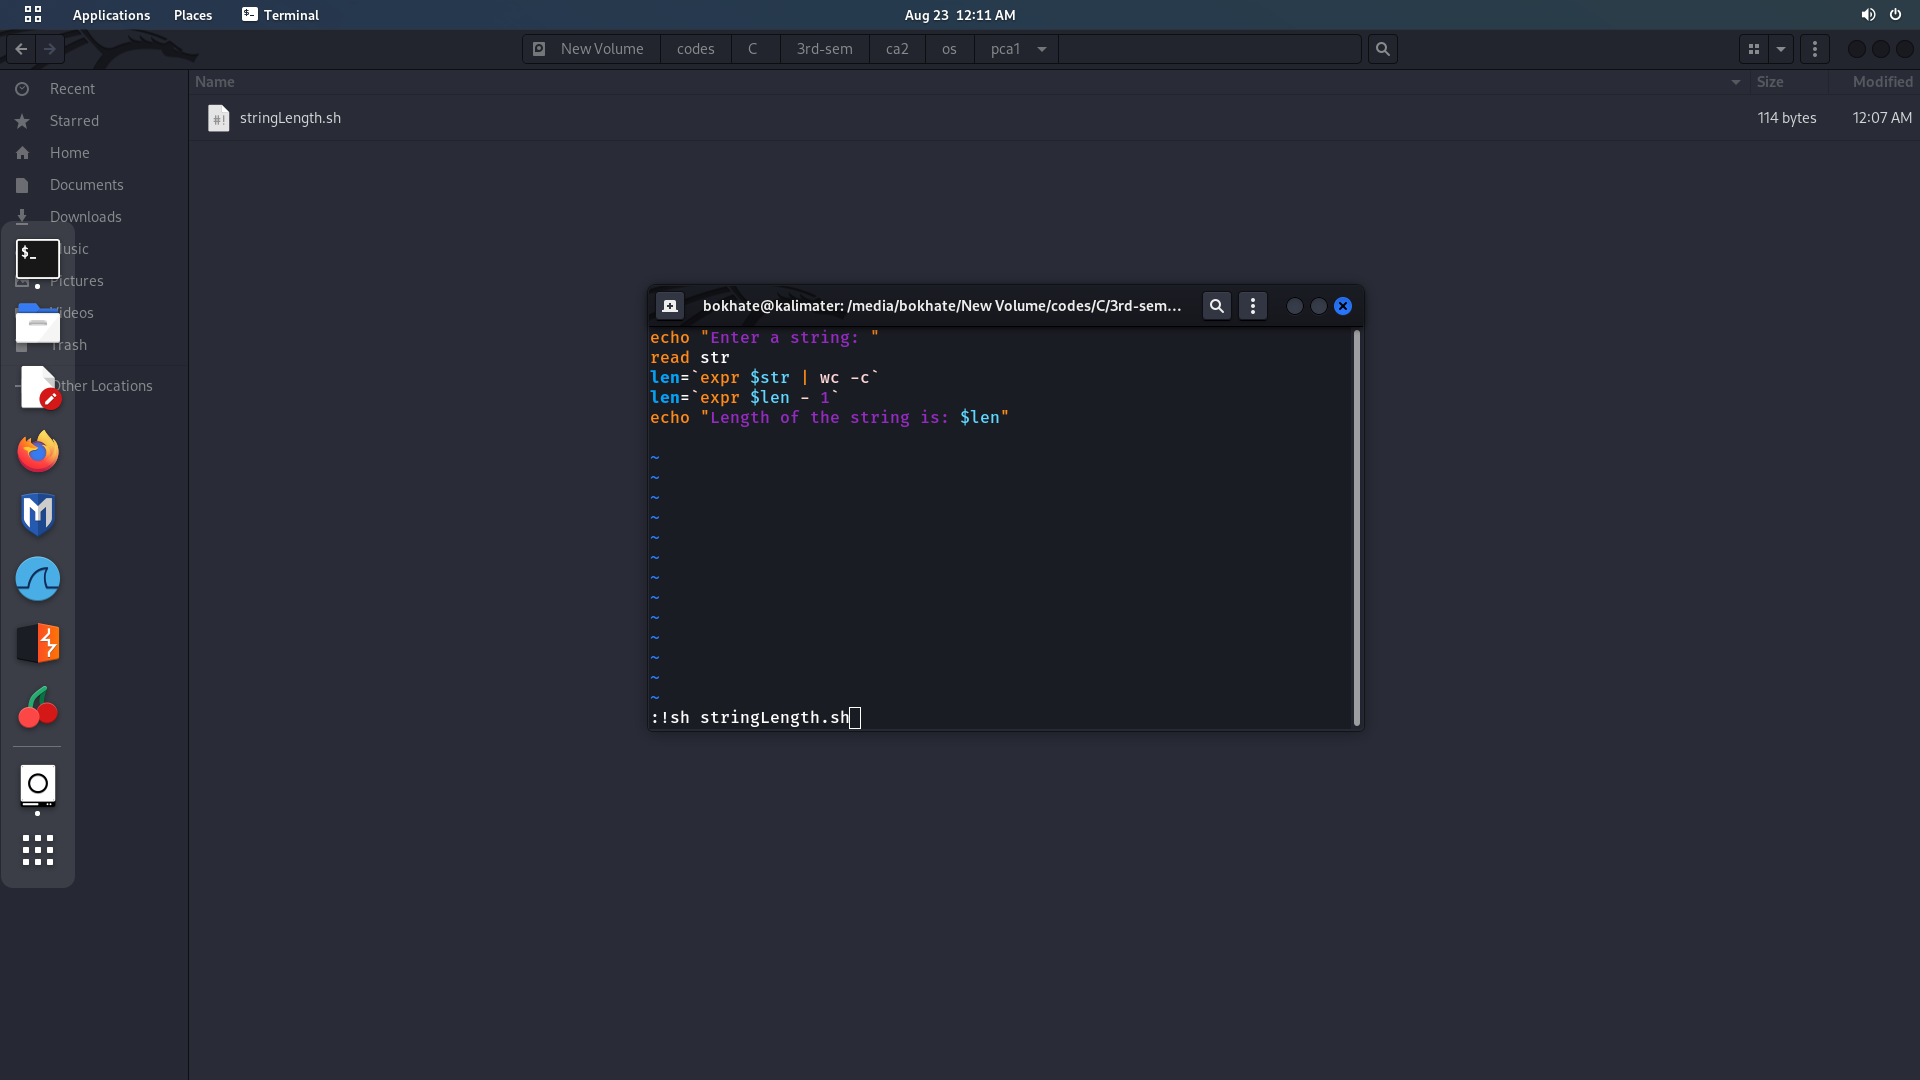 Applications Places $_ Terminal Aug 23 12:11 AM
New Volume codes C 3rd-sem ca2 os pca1
Name Size Modified
#! stringLength.sh 114 bytes 12:07 AM
Recent
Starred
Home
Documents
Downloads
usic
Pictures
ideos
Trash
Other Locations
$_
bokhate@kalimater: /media/bokhate/New Volume/codes/C/3rd-sem...
echo "Enter a string: "
read str
len=`expr $str | wc -c`
len=`expr $len - 1`
echo "Length of the string is: $len"
~
~
~
~
~
~
~
~
~
~
~
~
~
:!sh stringLength.sh